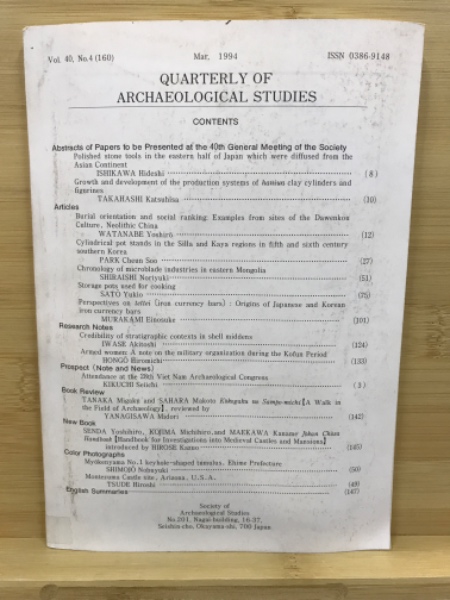 Vol. 40, No.4 (160) Mar. 1994 ISSN 0386-9148
QUARTERLY OF
ARCHAEOLOGICAL STUDIES
CONTENTS
Abstracts of Papers to be Presented at the 40th General Meeting of the Society
Polished stone tools in the eastern half of Japan which were diffused from the
Asian Continent
ISHIKAWA Hideshi (8)
Growth and development of the production systems of haniwa clay cylinders and
figurines
TAKAHASHI Katsuhisa (10)
Articles
Burial orientation and social ranking: Examples from sites of the Dawenkou
Culture, Neolithic China
WATANABE Yoshirō (12)
Cylindrical pot stands in the Silla and Kaya regions in fifth and sixth century
southern Korea
PARK Cheun Soo (27)
Chronology of microblade industries in eastern Mongolia
SHIRAISHI Noriyuki (51)
Storage pots used for cooking
SATO Yukio (75)
Perspectives on tettei (iron currency bars) : Origins of Japanese and Korean
iron currency bars
MURAKAMI Einosuke (101)
Research Notes
Credibility of stratigraphic contexts in shell middens
IWASE Akitoshi (124)
Armed women: A note on the military organization during the Kofun Period
HONGŌ Hiromichi (133)
Prospect (Note and News)
Attendance at the 28th Viet Nam Archaeological Congress
KIKUCHI Seiichi
Book Review
TANAKA Migaku and SAHARA Makoto Kōkogaku no Sampo-michi [A Walk in
the Field of Archaeology], reviewed by
YANAGISAWA Midori (142)
New Book
SENDA Yoshihiro, KOJIMA Michihiro, and MAEKAWA Kaname Jōkan Chōsa
Handbook [Handbook for Investigations into Medieval Castles and Mansions]
introduced by HIROSE Kazuo (145)
Color Photographs
No.1 keyhole-shaped tumulus, Ehime Prefecture
SHIMOJŌ Nobuyuki (50)
Montezuma Castle site, Arizona, U.S.A.
TSUDE Hiroshi (49)
English Summaries (147)
Society of
Archaeological Studies
No.201, Nagai-building, 16-37,
Seishin-cho, Okayama-shi, 700 Japan